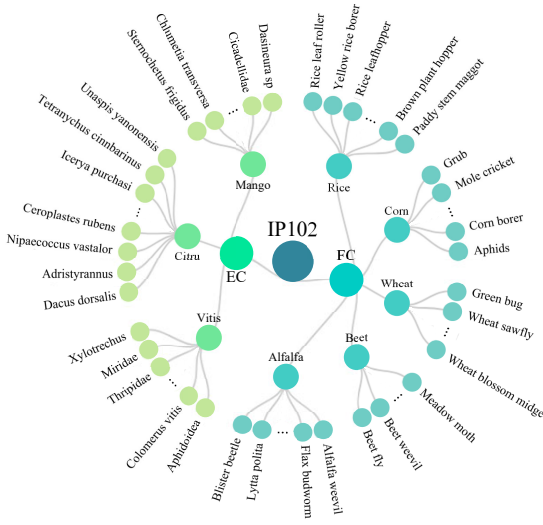 IP102
EC
FC
Mango
Sternochetus frigidus
Chlumetia transversa
...
Cicadellidae
Dasineura sp
Citru
Unaspis yanonensis
Tetranychus cinnbarinus
Icerya purchasi
...
Ceroplastes rubens
Nipaecoccus vastalor
Adristyrannus
Dacus dorsalis
Vitis
Xylotrechus
Miridae
Thripidae
...
Colomerus vitis
Aphidoidea
Rice
Rice leaf roller
Yellow rice borer
Rice leafhopper
...
Brown plant hopper
Paddy stem maggot
Corn
Grub
Mole cricket
...
Corn borer
Aphids
Wheat
Green bug
Wheat sawfly
...
Wheat blossom midge
Beet
Meadow moth
...
Beet weevil
Beet fly
Alfalfa
Blister beetle
Lytta polita
...
Flax budworm
Alfalfa weevil